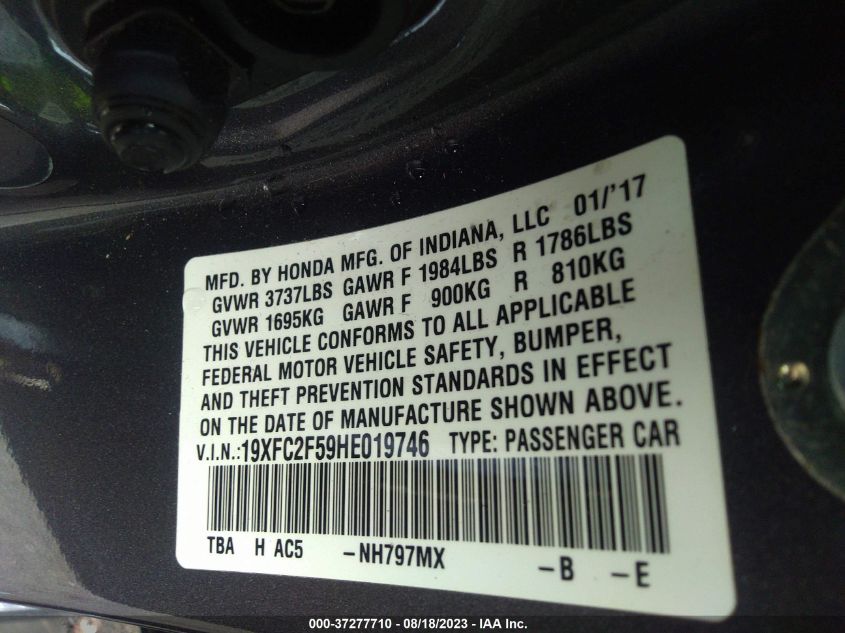 MFD. BY HONDA MFG. OF INDIANA, LLC 01/'17
GVWR 3737LBS GAWR F 1984LBS R 1786LBS
GVWR 1695KG GAWR F 900KG R 810KG
THIS VEHICLE CONFORMS TO ALL APPLICABLE
FEDERAL MOTOR VEHICLE SAFETY, BUMPER,
AND THEFT PREVENTION STANDARDS IN EFFECT
ON THE DATE OF MANUFACTURE SHOWN ABOVE.
V.I.N.:19XFC2F59HE019746 TYPE: PASSENGER CAR
TBA H AC5 -NH797MX -B -E
000-37277710 - 08/18/2023 - IAA Inc.